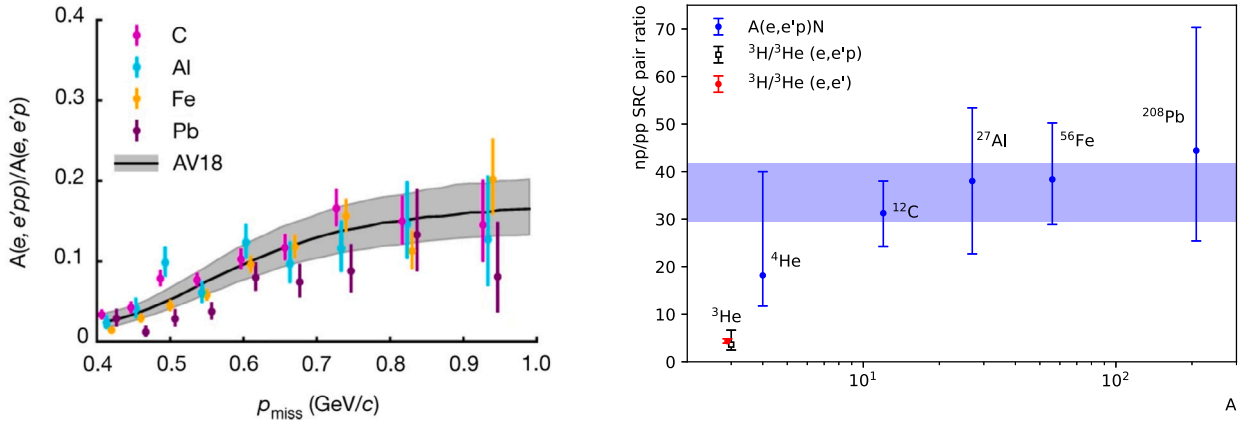 0.4
0.3
0.2
0.1
0
A(e, e'pp)/A(e, e'p)
C
Al
Fe
Pb
AV18
0.4 0.5 0.6 0.7 0.8 0.9 1.0
p_miss (GeV/c)
70
60
50
40
30
20
10
0
np/pp SRC pair ratio
A(e,e'p)N
³H/³He (e,e'p)
³H/³He (e,e')
³He
⁴He
¹²C
²⁷Al
⁵⁶Fe
²⁰⁸Pb
10¹ 10²
A